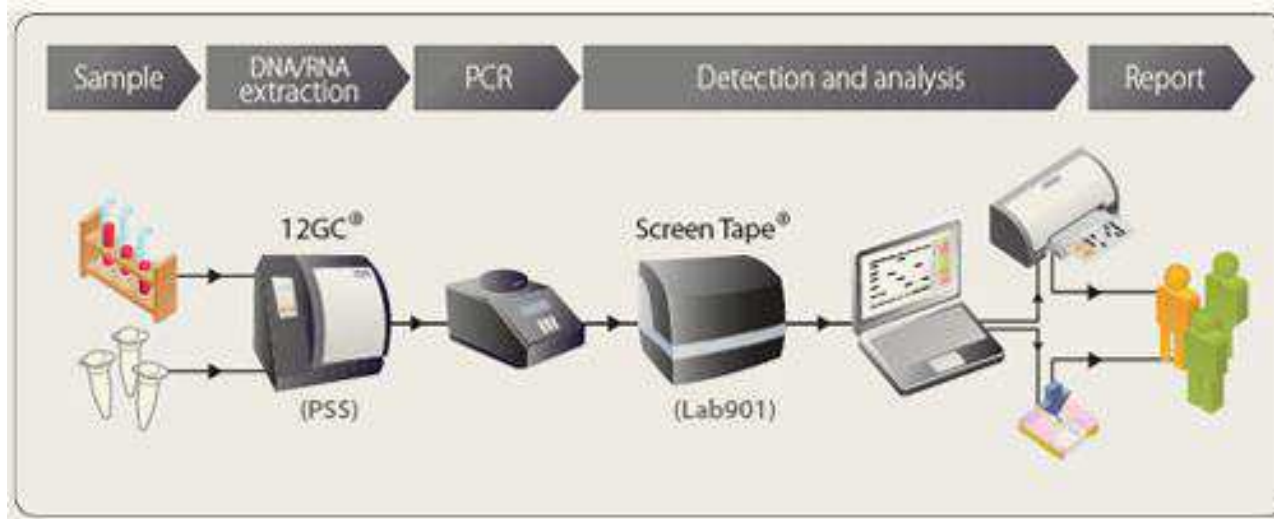 Sample
DNA/RNA
extraction
PCR
Detection and analysis
Report
12GC®
Screen Tape®
(PSS)
(Lab901)